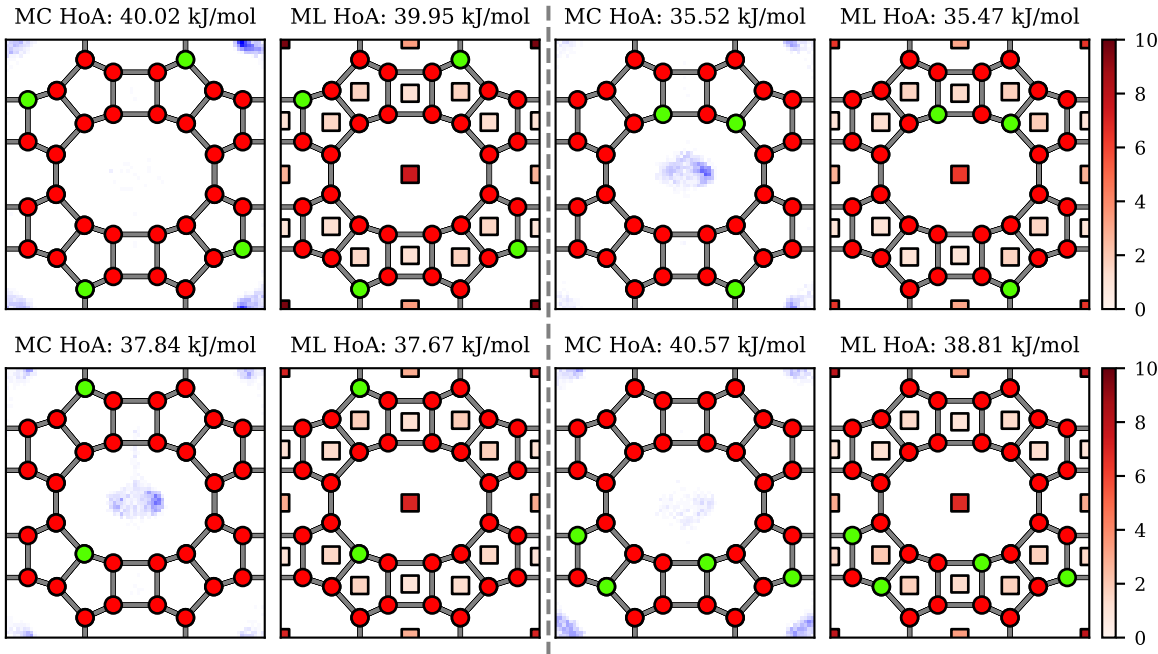 MC HoA: 40.02 kJ/mol
ML HoA: 39.95 kJ/mol
MC HoA: 35.52 kJ/mol
ML HoA: 35.47 kJ/mol
10
8
6
4
2
0
MC HoA: 37.84 kJ/mol
ML HoA: 37.67 kJ/mol
MC HoA: 40.57 kJ/mol
ML HoA: 38.81 kJ/mol
10
8
6
4
2
0